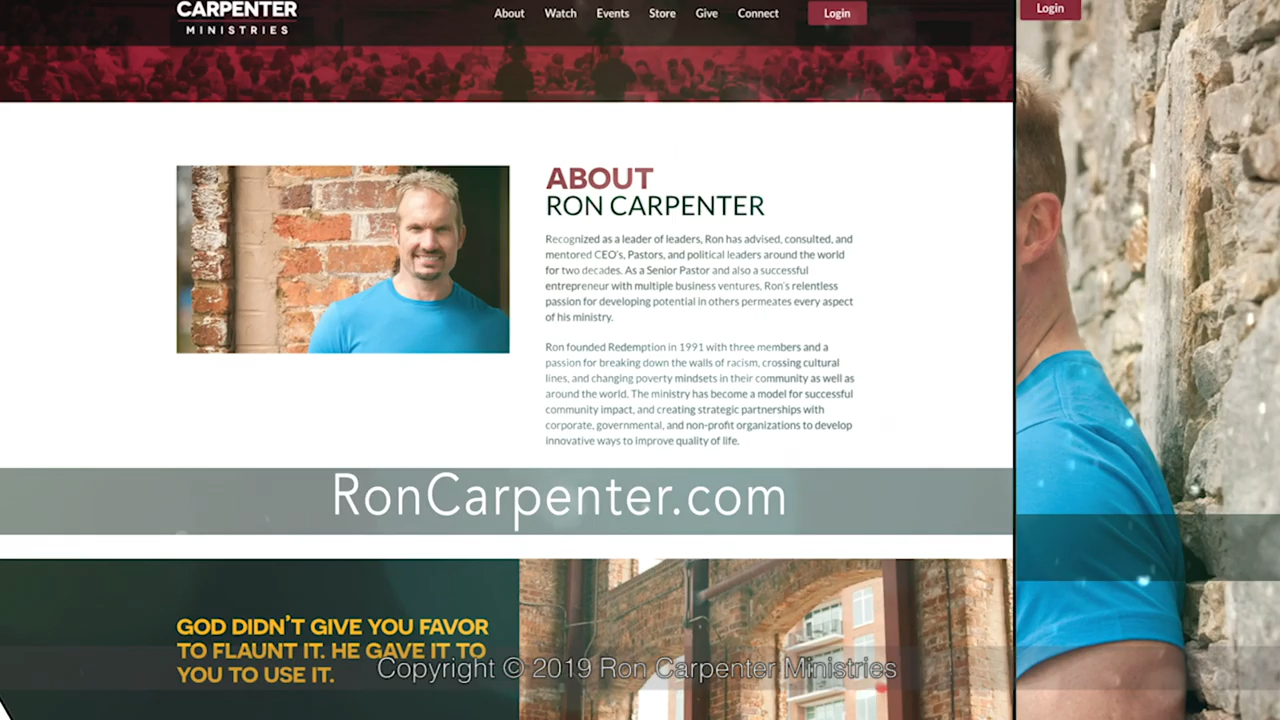 CARPENTER
MINISTRIES
About Watch Events Store Give Connect Login
Login
ABOUT
RON CARPENTER
Recognized as a leader of leaders, Ron has advised, consulted, and
mentored CEO's, Pastors, and political leaders around the world
for two decades. As a Senior Pastor and also a successful
entrepreneur with multiple business ventures, Ron's relentless
passion for developing potential in others permeates every aspect
of his ministry.
Ron founded Redemption in 1991 with three members and a
passion for breaking down the walls of racism, crossing cultural
lines, and changing poverty mindsets in their community as well as
around the world. The ministry has become a model for successful
community impact, and creating strategic partnerships with
corporate, governmental, and non-profit organizations to develop
innovative ways to improve quality of life.
RonCarpenter.com
GOD DIDN'T GIVE YOU FAVOR
TO FLAUNT IT. HE GAVE IT TO
YOU TO USE IT.
Copyright © 2019 Ron Carpenter Ministries